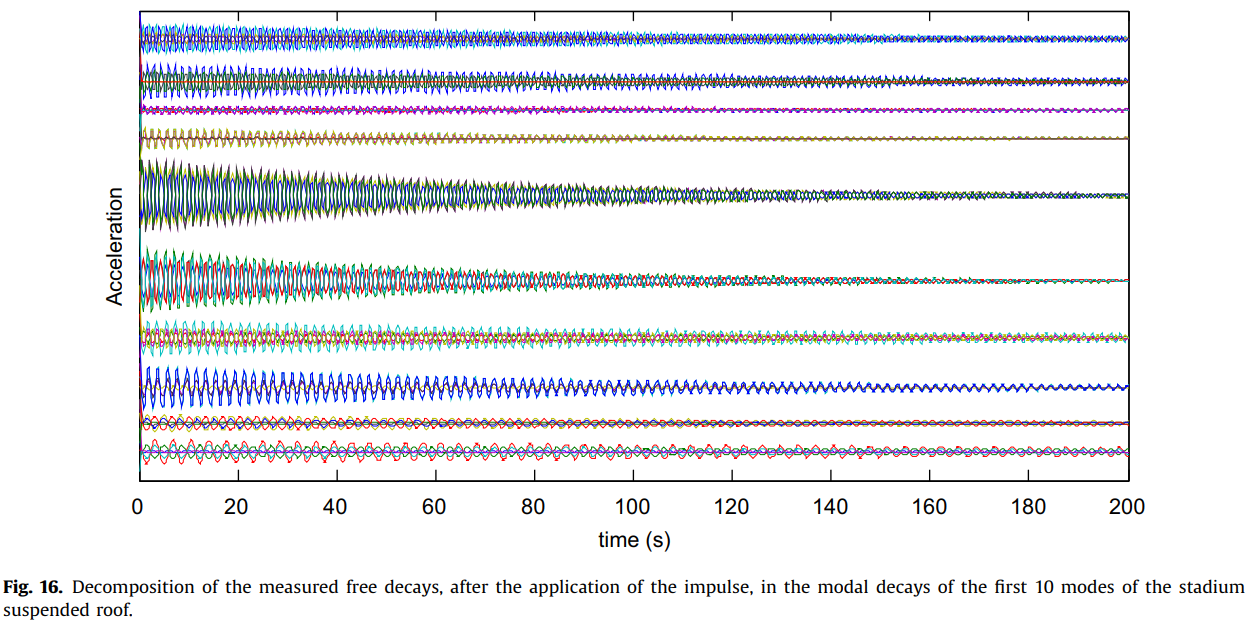 Acceleration
0 20 40 60 80 100 120 140 160 180 200
time (s)
Fig. 16. Decomposition of the measured free decays, after the application of the impulse, in the modal decays of the first 10 modes of the stadium
suspended roof.